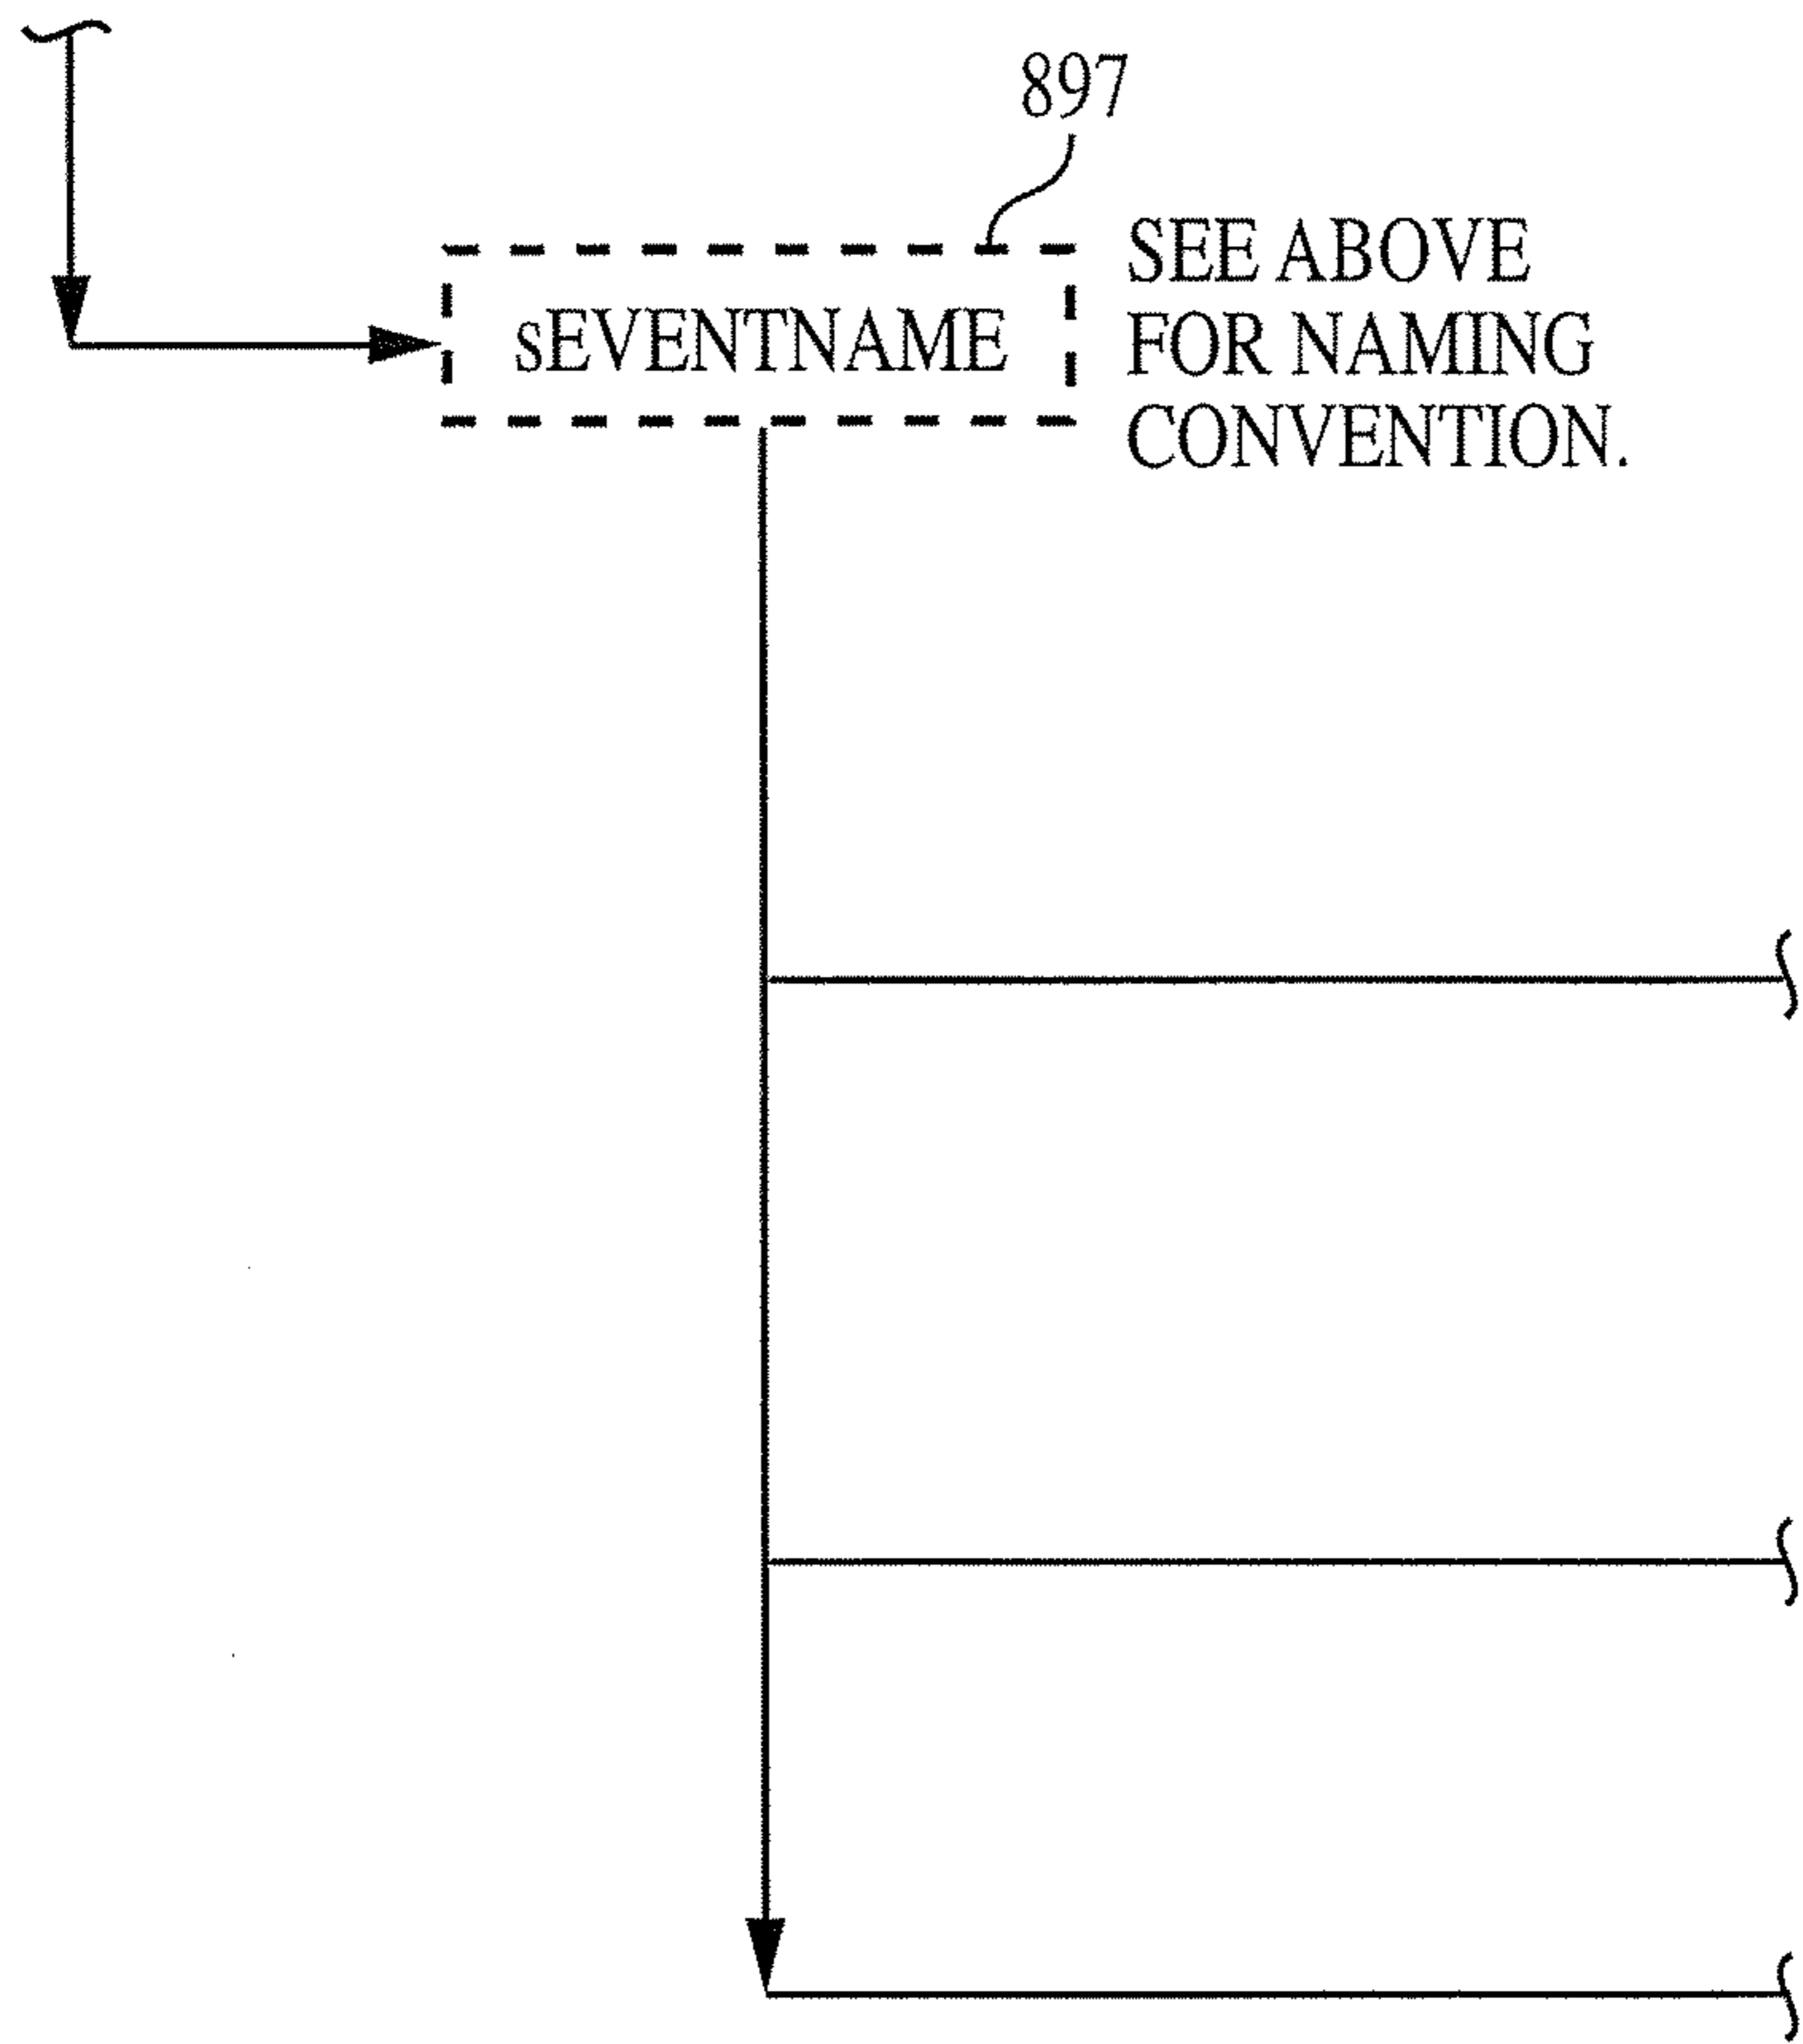 897
sEVENTNAME
SEE ABOVE
FOR NAMING
CONVENTION.